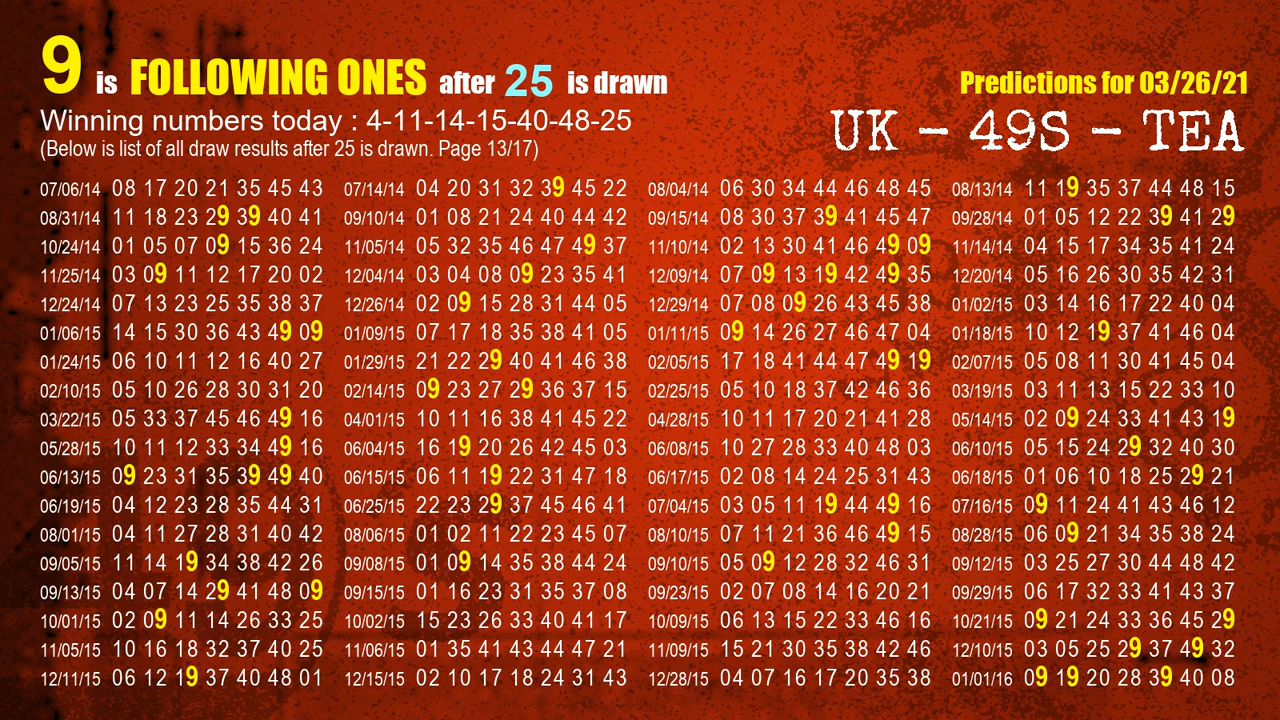 9 is FOLLOWING ONES after 25 is drawn
Predictions for 03/26/21
Winning numbers today : 4-11-14-15-40-48-25
UK - 49S - TEA
(Below is list of all draw results after 25 is drawn. Page 13/17)
07/06/14 08 17 20 21 35 45 43 07/14/14 04 20 31 32 39 45 22 08/04/14 06 30 34 44 46 48 45 08/13/14 11 19 35 37 44 48 15
08/31/14 11 18 23 29 39 40 41 09/10/14 01 08 21 24 40 44 42 09/15/14 08 30 37 39 41 45 47 09/28/14 01 05 12 22 39 41 29
10/24/14 01 05 07 09 15 36 24 11/05/14 05 32 35 46 47 49 37 11/10/14 02 13 30 41 46 49 09 11/14/14 04 15 17 34 35 41 24
11/25/14 03 09 11 12 17 20 02 12/04/14 03 04 08 09 23 35 41 12/09/14 07 09 13 19 42 49 35 12/20/14 05 16 26 30 35 42 31
12/24/14 07 13 23 25 35 38 37 12/26/14 02 09 15 28 31 44 05 12/29/14 07 08 09 26 43 45 38 01/02/15 03 14 16 17 22 40 04
01/06/15 14 15 30 36 43 49 09 01/09/15 07 17 18 35 38 41 05 01/11/15 09 14 26 27 46 47 04 01/18/15 10 12 19 37 41 46 04
01/24/15 06 10 11 12 16 40 27 01/29/15 21 22 29 40 41 46 38 02/05/15 17 18 41 44 47 49 19 02/07/15 05 08 11 30 41 45 04
02/10/15 05 10 26 28 30 31 20 02/14/15 09 23 27 29 36 37 15 02/25/15 05 10 18 37 42 46 36 03/19/15 03 11 13 15 22 33 10
03/22/15 05 33 37 45 46 49 16 04/01/15 10 11 16 38 41 45 22 04/28/15 10 11 17 20 21 41 28 05/14/15 02 09 24 33 41 43 19
05/28/15 10 11 12 33 34 49 16 06/04/15 16 19 20 26 42 45 03 06/08/15 10 27 28 33 40 48 03 06/10/15 05 15 24 29 32 40 30
06/13/15 09 23 31 35 39 49 40 06/15/15 06 11 19 22 31 47 18 06/17/15 02 08 14 24 25 31 43 06/18/15 01 06 10 18 25 29 21
06/19/15 04 12 23 28 35 44 31 06/25/15 22 23 29 37 45 46 41 07/04/15 03 05 11 19 44 49 16 07/16/15 09 11 24 41 43 46 12
08/01/15 04 11 27 28 31 40 42 08/06/15 01 02 11 22 23 45 07 08/10/15 07 11 21 36 46 49 15 08/28/15 06 09 21 34 35 38 24
09/05/15 11 14 19 34 38 42 26 09/08/15 01 09 14 35 38 44 24 09/10/15 05 09 12 28 32 46 31 09/12/15 03 25 27 30 44 48 42
09/13/15 04 07 14 29 41 48 09 09/15/15 01 16 23 31 35 37 08 09/23/15 02 07 08 14 16 20 21 09/29/15 06 17 32 33 41 43 37
10/01/15 02 09 11 14 26 33 25 10/02/15 15 23 26 33 40 41 17 10/09/15 06 13 15 22 33 46 16 10/21/15 09 21 24 33 36 45 29
11/05/15 10 16 18 32 37 40 25 11/06/15 01 35 41 43 44 47 21 11/09/15 15 21 30 35 38 42 46 12/10/15 03 05 25 29 37 49 32
12/11/15 06 12 19 37 40 48 01 12/15/15 02 10 17 18 24 31 43 12/28/15 04 07 16 17 20 35 38 01/01/16 09 19 20 28 39 40 08